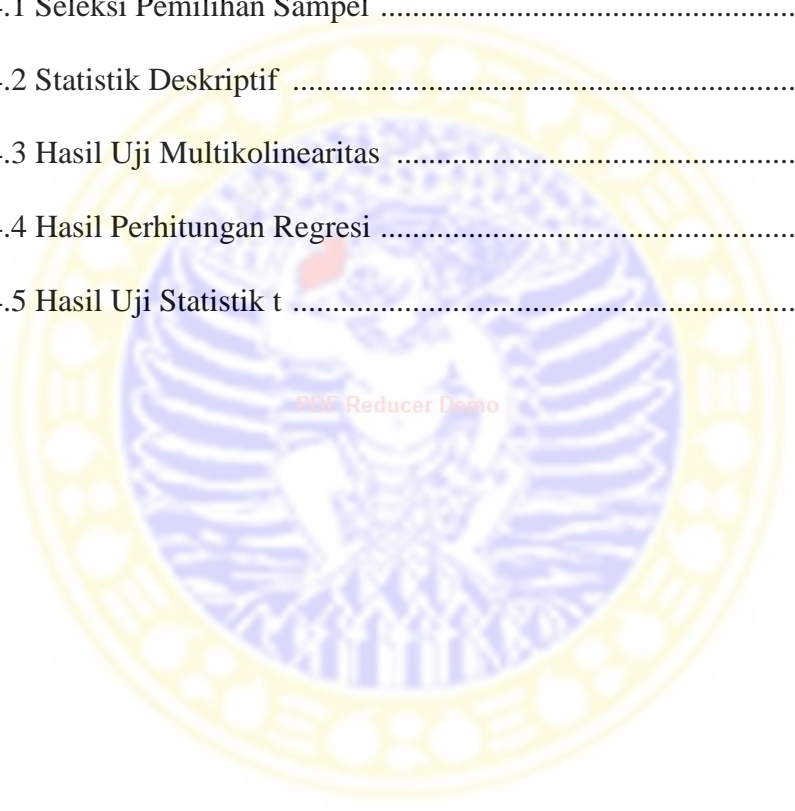 .1 Seleksi Pemilihan Sampel ..............................................
.2 Statistik Deskriptif ........................................................
.3 Hasil Uji Multikolinearitas ............................................
.4 Hasil Perhitungan Regresi ..............................................
.5 Hasil Uji Statistik t ........................................................
PDF Reducer Demo